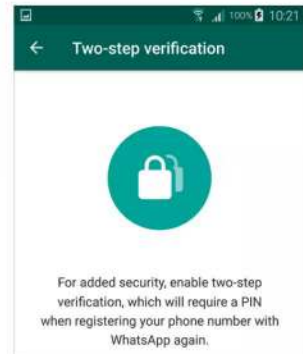 100% 10:21
Two-step verification
For added security, enable two-step
verification, which will require a PIN
when registering your phone number with
WhatsApp again.